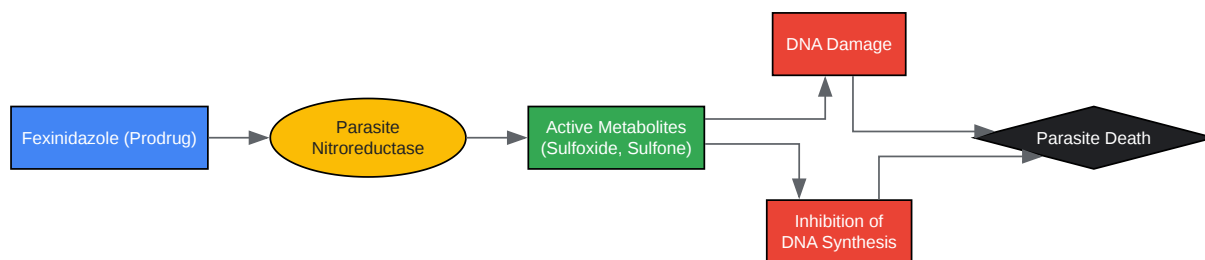 DNA Damage
Fexinidazole (Prodrug)
Parasite
Nitroreductase
Active Metabolites
(Sulfoxide, Sulfone)
Parasite Death
Inhibition of
DNA Synthesis